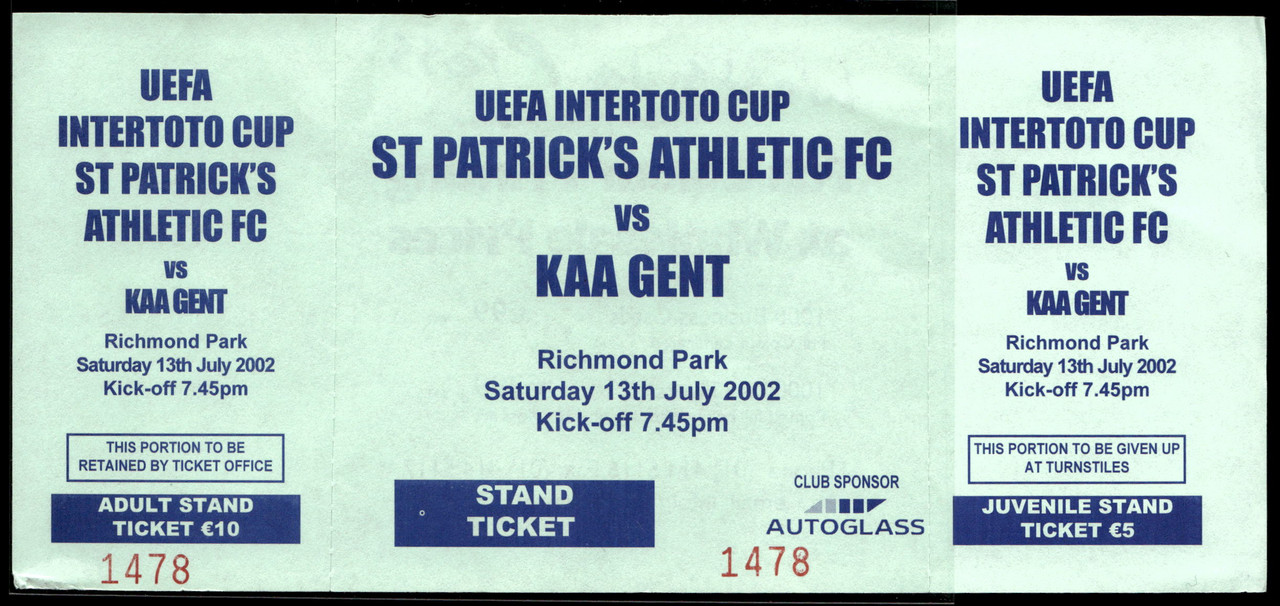 UEFA
INTERTOTO CUP
ST PATRICK'S
ATHLETIC FC
VS
KAA GENT
Richmond Park
Saturday 13th July 2002
Kick-off 7.45pm
THIS PORTION TO BE
RETAINED BY TICKET OFFICE
ADULT STAND
TICKET €10
1478
UEFA INTERTOTO CUP
ST PATRICK'S ATHLETIC FC
VS
KAA GENT
Richmond Park
Saturday 13th July 2002
Kick-off 7.45pm
STAND
TICKET
CLUB SPONSOR
AUTOGLASS
1478
UEFA
INTERTOTO CUP
ST PATRICK'S
ATHLETIC FC
VS
KAA GENT
Richmond Park
Saturday 13th July 2002
Kick-off 7.45pm
THIS PORTION TO BE GIVEN UP
AT TURNSTILES
JUVENILE STAND
TICKET €5